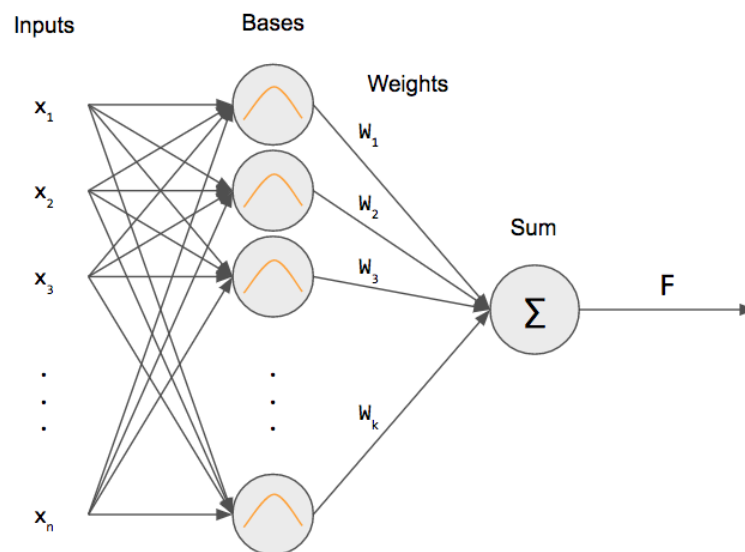 Inputs
Bases
Weights
Sum
x₁
x₂
x₃
.
.
.
xₙ
.
.
.
W₁
W₂
W₃
Wₖ
Σ
F